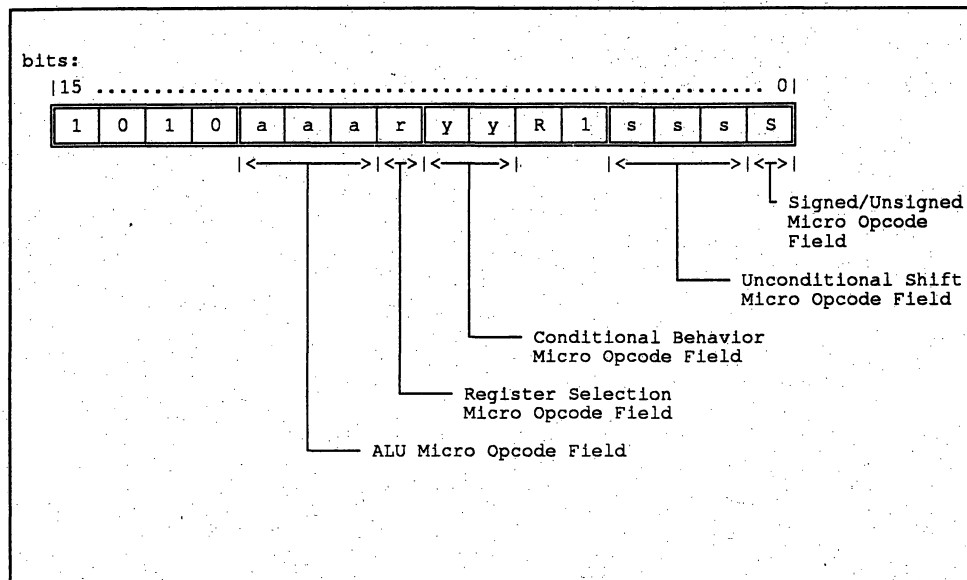 bits:
|15 ............................................... 0|
1 0 1 0 a a a r y y R 1 s s s S
Signed/Unsigned
Micro Opcode
Field
Unconditional Shift
Micro Opcode Field
Conditional Behavior
Micro Opcode Field
Register Selection
Micro Opcode Field
ALU Micro Opcode Field